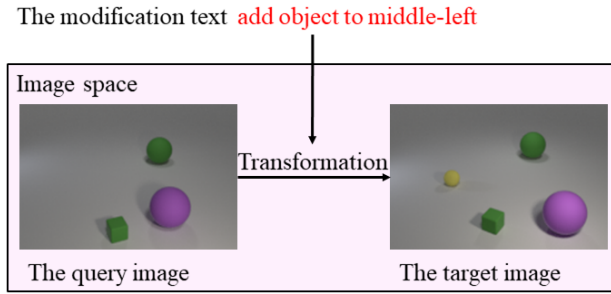 The modification text add object to middle-left
Image space
Transformation
The query image
The target image